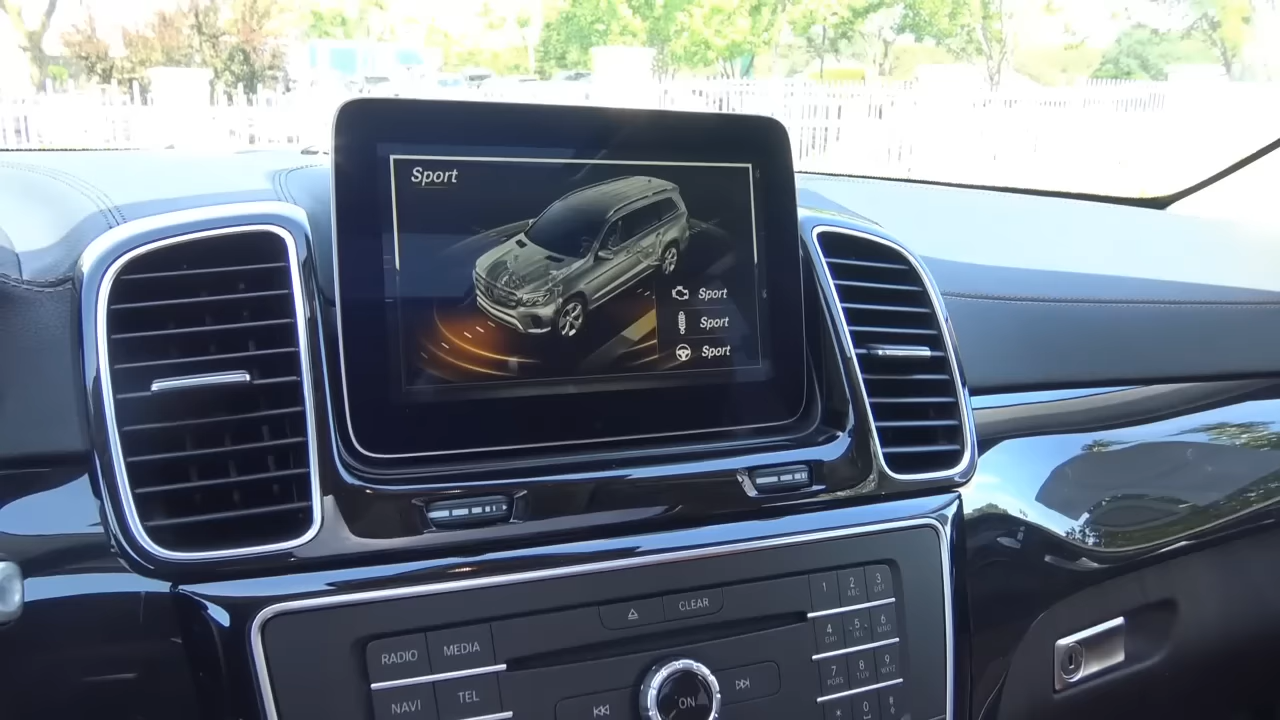 Sport
Sport
Sport
Sport
CLEAR
RADIO
MEDIA
NAVI
TEL
ON
1
2 ABC
3 DEF
4 GHI
5 JKL
6 MNO
7 PQRS
8 TUV
9 WXYZ
*
0